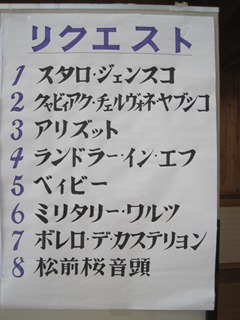 リクエスト
1 スタロ・ジェンスコ
2 クャビィアク・チェルヴォネ・ヤブシコ
3 アリズット
4 ランドラー・イン・エフ
5 ベィビー
6 ミリタリー・ワルツ
7 ボレロ・デ・カステリョン
8 松前桜音頭